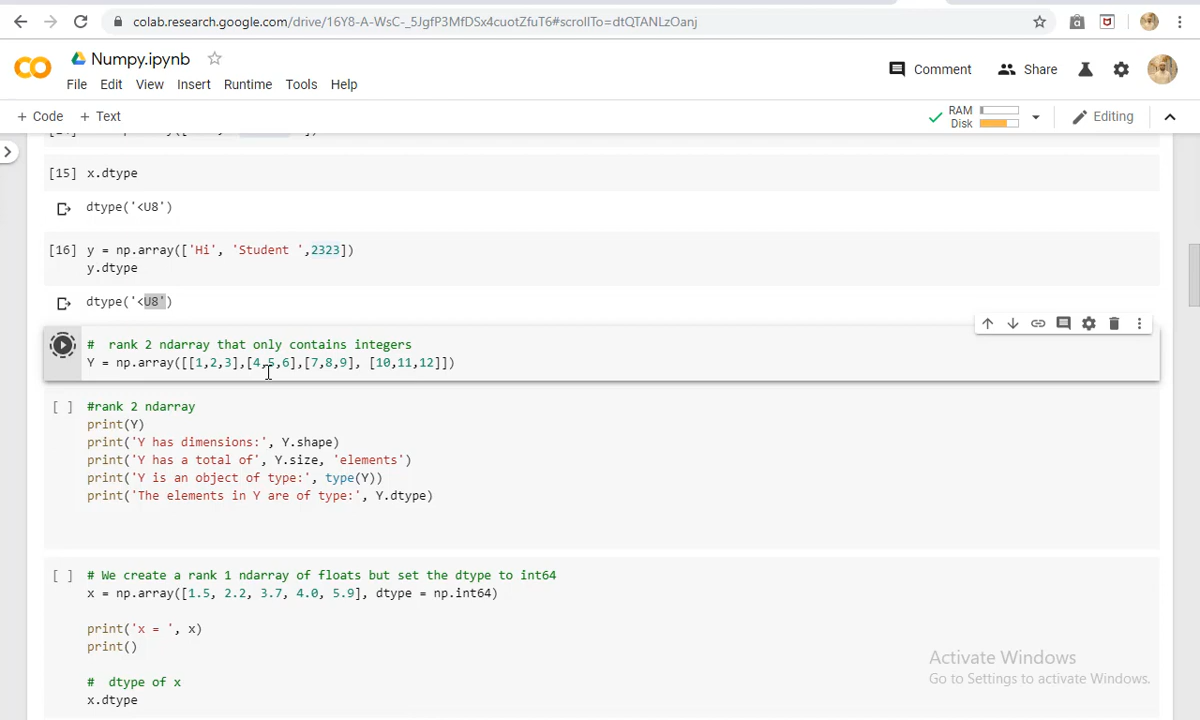 colab.research.google.com/drive/16Y8-A-WsC-_5JgfP3MfDSx4cuotZfuT6#scrollTo=dtQTANLzOanj
Numpy.ipynb
File Edit View Insert Runtime Tools Help
Comment Share
+ Code + Text
RAM
Disk
Editing
[15] x.dtype
dtype('<U8')
[16] y = np.array(['Hi', 'Student ',2323])
y.dtype
dtype('<U8')
# rank 2 ndarray that only contains integers
Y = np.array([[1,2,3],[4,5,6],[7,8,9], [10,11,12]])
[ ] #rank 2 ndarray
print(Y)
print('Y has dimensions:', Y.shape)
print('Y has a total of', Y.size, 'elements')
print('Y is an object of type:', type(Y))
print('The elements in Y are of type:', Y.dtype)
[ ] # We create a rank 1 ndarray of floats but set the dtype to int64
x = np.array([1.5, 2.2, 3.7, 4.0, 5.9], dtype = np.int64)
print('x = ', x)
print()
# dtype of x
x.dtype
Activate Windows
Go to Settings to activate Windows.